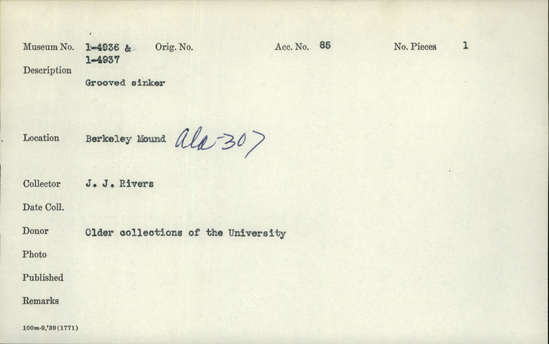 Museum No. 1-4936 & Orig. No. Acc. No. 85 No. Pieces 1
1-4937
Description
Grooved sinker
Location Berkeley Mound Ala-307
Collector J. J. Rivers
Date Coll.
Donor Older collections of the University
Photo
Published
Remarks
100m-9,'39(1771)